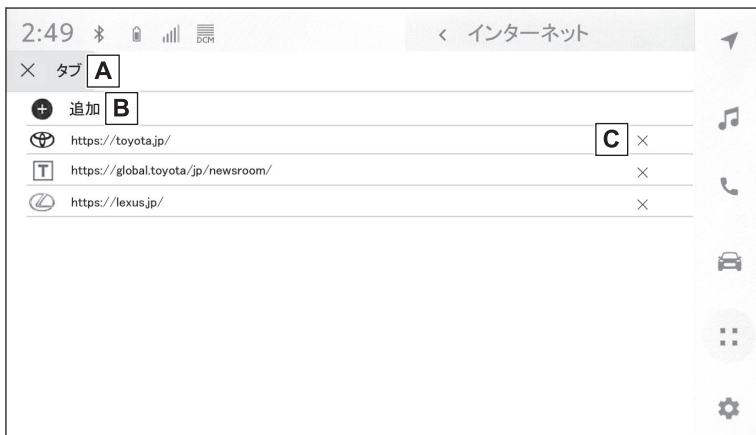 2:49 DCM インターネット
タブ A
追加 B
https://toyota.jp/ C
T https://global.toyota/jp/newsroom/
https://lexus.jp/